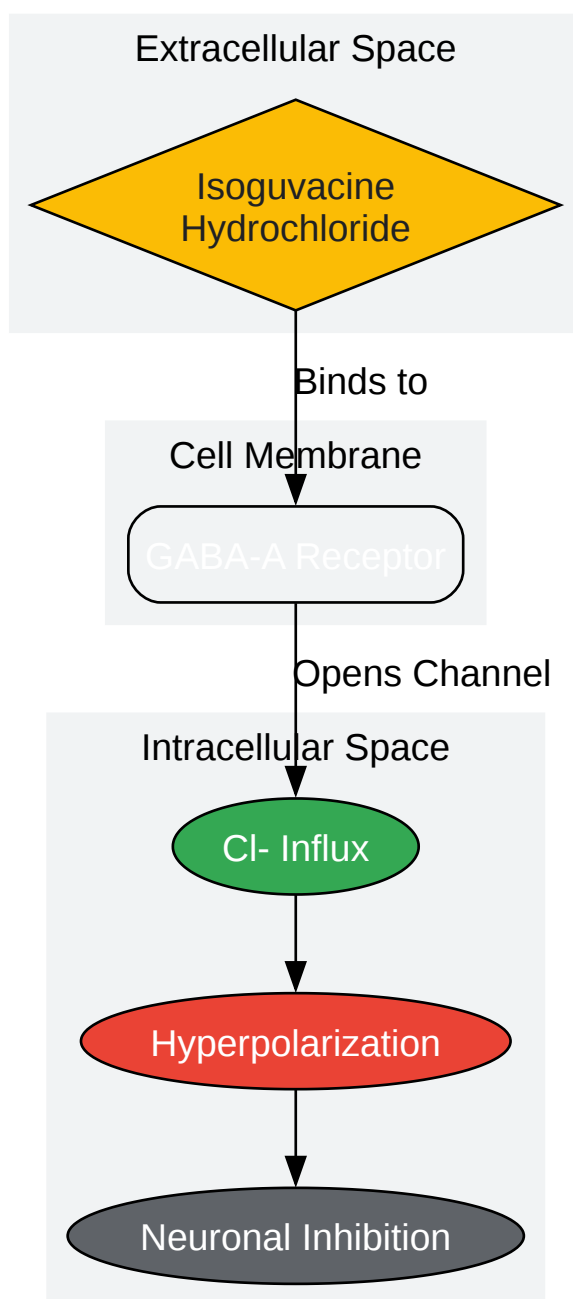 Extracellular Space
Isoguvacine
Hydrochloride
Binds to
Cell Membrane
GABA-A Receptor
Opens Channel
Intracellular Space
Cl- Influx
Hyperpolarization
Neuronal Inhibition